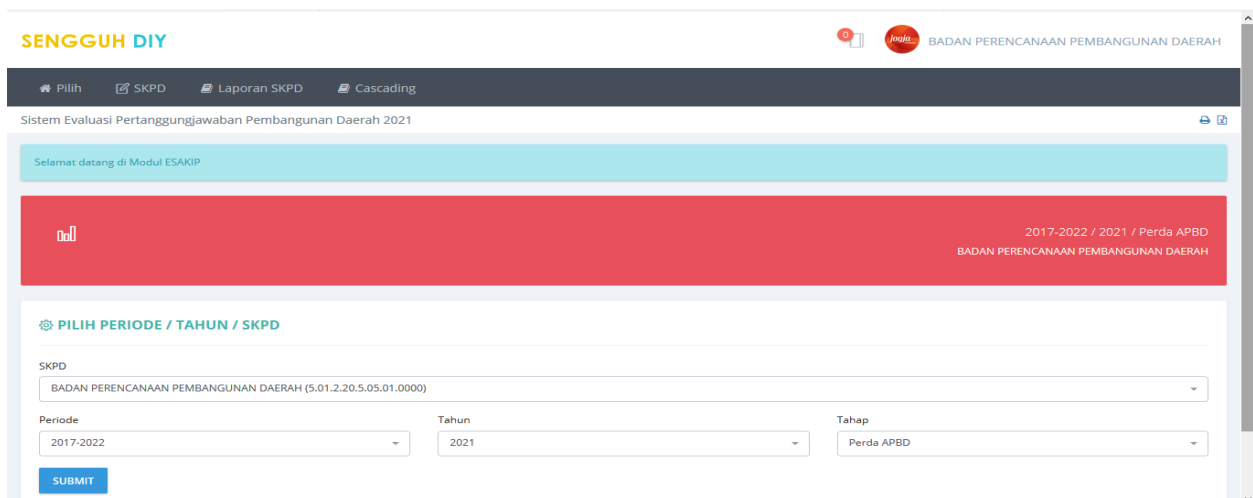 SENGGUH DIY
0
jogja
BADAN PERENCANAAN PEMBANGUNAN DAERAH
Pilih SKPD Laporan SKPD Cascading
Sistem Evaluasi Pertanggungjawaban Pembangunan Daerah 2021
Selamat datang di Modul ESAKIP
2017-2022 / 2021 / Perda APBD
BADAN PERENCANAAN PEMBANGUNAN DAERAH
PILIH PERIODE / TAHUN / SKPD
SKPD
BADAN PERENCANAAN PEMBANGUNAN DAERAH (5.01.2.20.5.05.01.0000)
Periode Tahun Tahap
2017-2022 2021 Perda APBD
SUBMIT